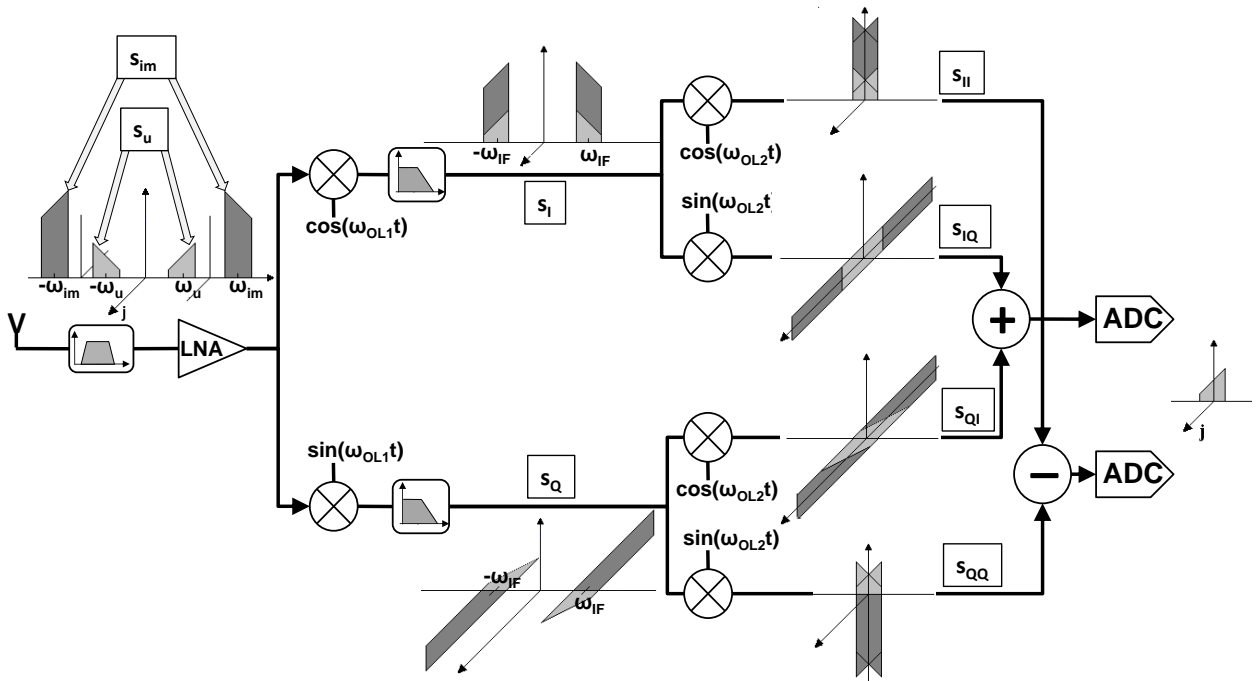 s_im
s_u
-ω_im
-ω_u
ω_u
ω_im
j
LNA
cos(ω_OL1t)
s_I
-ω_IF
ω_IF
cos(ω_OL2t)
sin(ω_OL2t)
s_II
s_IQ
+
ADC
sin(ω_OL1t)
s_Q
-ω_IF
ω_IF
cos(ω_OL2t)
sin(ω_OL2t)
s_QI
s_QQ
−
ADC
j